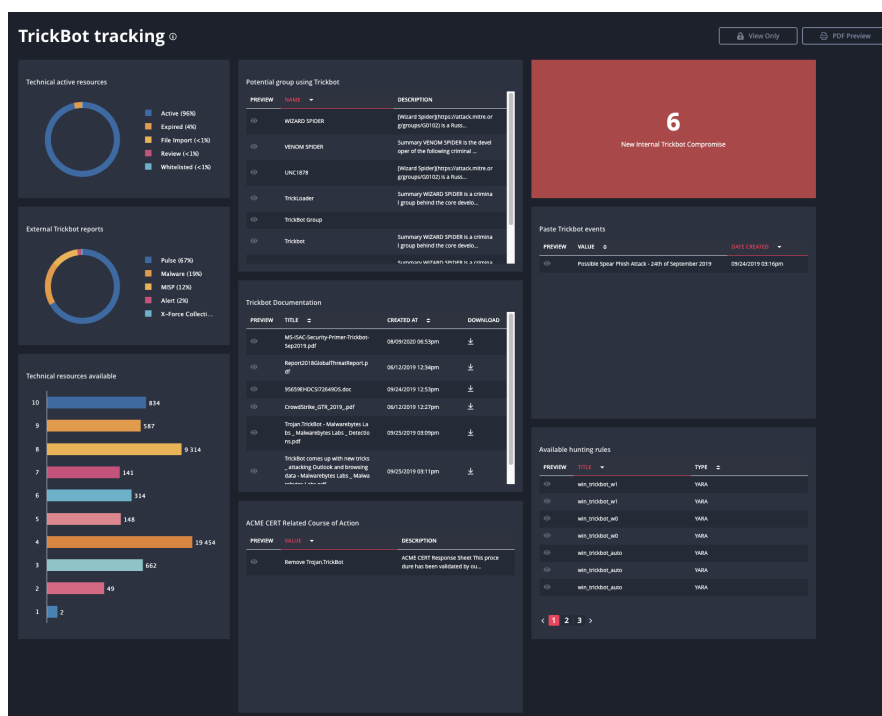 TrickBot tracking
View Only
PDF Preview
Technical active resources
Active (96%)
Expired (4%)
File Import (<1%)
Review (<1%)
Whitelisted (<1%)
External Trickbot reports
Pulse (67%)
Malware (19%)
MISP (12%)
Alert (2%)
X-Force Collecti...
Technical resources available
10 834
9 587
8 9 314
7 141
6 314
5 148
4 19 454
3 662
2 49
1 2
Potential group using Trickbot
PREVIEW NAME DESCRIPTION
WIZARD SPIDER
[Wizard Spider](https://attack.mitre.or
g/groups/G0102) is a Russ...
VENOM SPIDER
Summary VENOM SPIDER is the devel
oper of the following criminal ...
UNC1878
[Wizard Spider](https://attack.mitre.or
g/groups/G0102) is a Russ...
TrickLoader
Summary WIZARD SPIDER is a crimina
l group behind the core develo...
TrickBot Group
Trickbot
Summary WIZARD SPIDER is a crimina
l group behind the core develo...
Summary WIZARD SPIDER is a crimina
Trickbot Documentation
PREVIEW TITLE CREATED AT DOWNLOAD
MS-ISAC-Security-Primer-Trickbot-
Sep2019.pdf
08/09/2020 06:53pm
Report2018GlobalThreatReport.p
df
06/12/2019 12:34pm
95659EHDCSI72649DS.doc 09/24/2019 12:53pm
CrowdStrike_GTR_2019_.pdf 06/12/2019 12:27pm
Trojan.TrickBot - Malwarebytes La
bs _ Malwarebytes Labs _ Detectio
ns.pdf
09/25/2019 03:09pm
TrickBot comes up with new tricks
_ attacking Outlook and browsing
data - Malwarebytes Labs _ Malwa
rebytes Labs.pdf
09/25/2019 03:11pm
ACME CERT Related Course of Action
PREVIEW VALUE DESCRIPTION
Remove Trojan.TrickBot
ACME CERT Response Sheet This proce
dure has been validated by ou...
6
New Internal Trickbot Compromise
Paste Trickbot events
PREVIEW VALUE DATE CREATED
Possible Spear Phish Attack - 24th of September 2019 09/24/2019 03:16pm
Available hunting rules
PREVIEW TITLE TYPE
win_trickbot_w1 YARA
win_trickbot_w1 YARA
win_trickbot_w0 YARA
win_trickbot_w0 YARA
win_trickbot_auto YARA
win_trickbot_auto YARA
win_trickbot_auto YARA
< 1 2 3 >